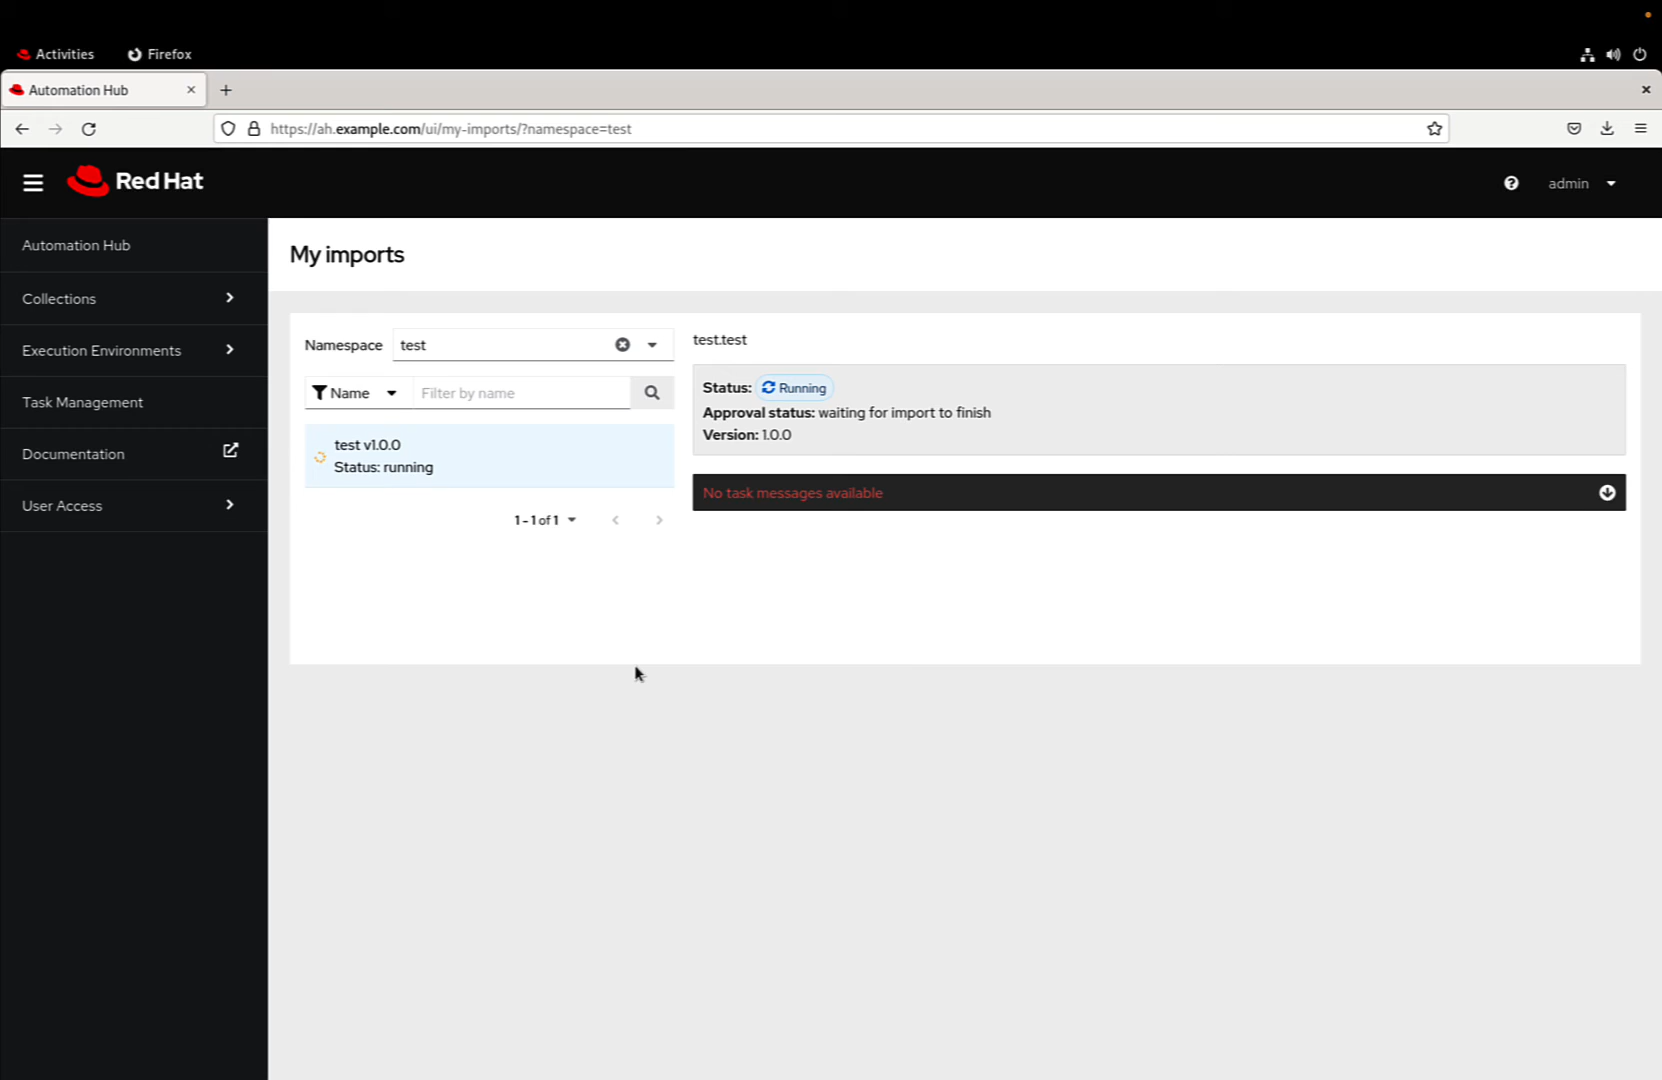 Activities
Firefox
Automation Hub
https://ah.example.com/ui/my-imports/?namespace=test
Red Hat
admin
Automation Hub
Collections
Execution Environments
Task Management
Documentation
User Access
My imports
Namespace
test
Name
Filter by name
test v1.0.0
Status: running
1 - 1 of 1
test.test
Status: Running
Approval status: waiting for import to finish
Version: 1.0.0
No task messages available